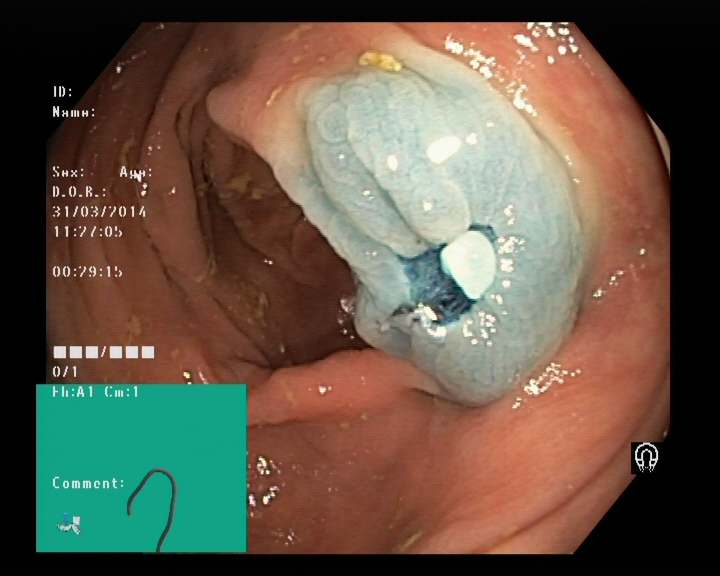 ID:
Name:
Sex: Age:
D.O.B.:
31/03/2014
11:27:05
00:29:15
■■■/■■■
0/1
Eh:A1 Cm:1
Comment: